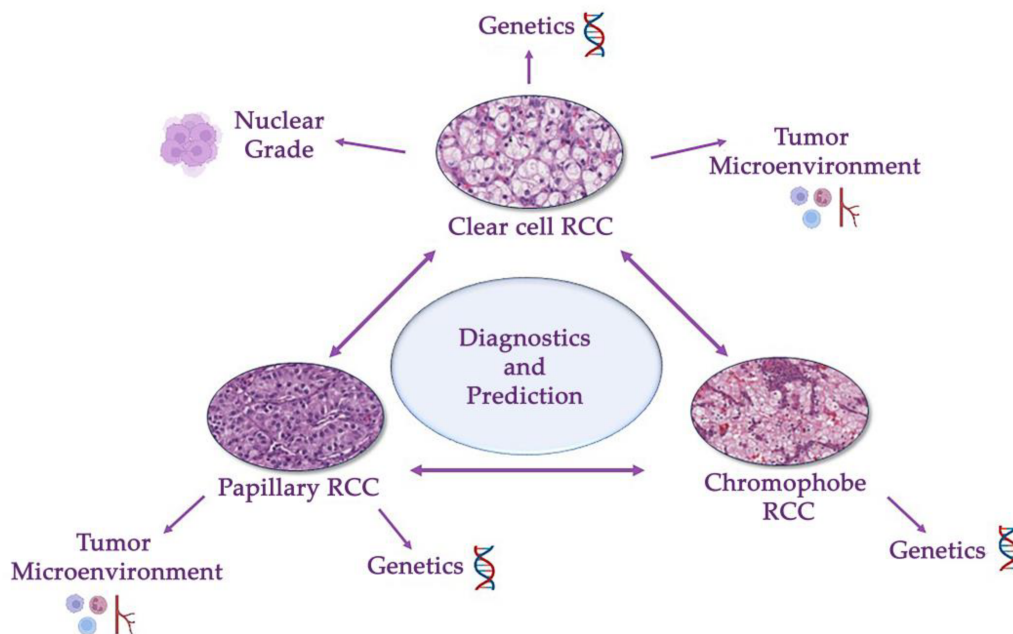 Genetics
Nuclear
Grade
Tumor
Microenvironment
Clear cell RCC
Diagnostics
and
Prediction
Papillary RCC
Chromophobe
RCC
Tumor
Microenvironment
Genetics
Genetics